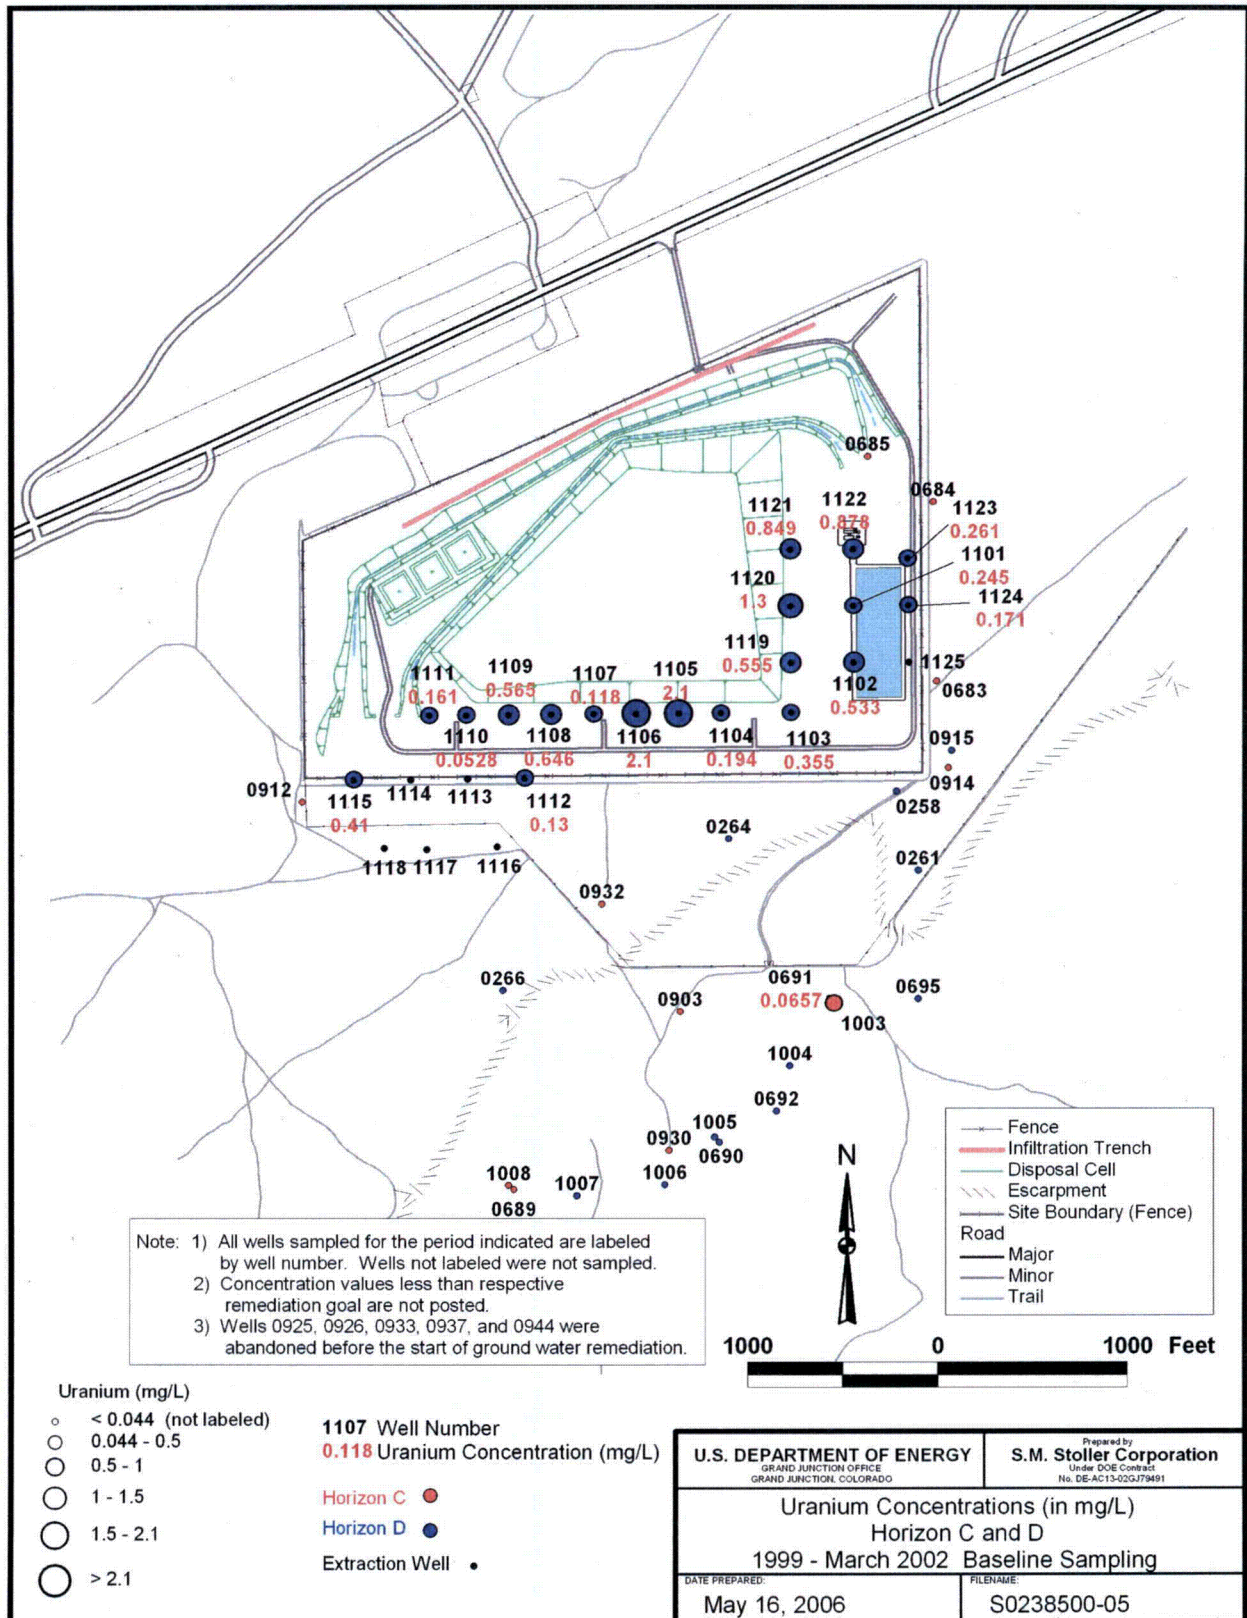 0685
0684
1121
1122
1123
0.849
0.878
0.261
1101
1120
0.245
1.3
1124
0.171
1119
0.555
1125
1111
1109
1107
1105
1102
0683
0.161
0.565
0.118
2.1
0.533
1110
1108
1106
1104
1103
0915
0.0528
0.646
2.1
0.194
0.355
0914
0912
1115
1114
1113
1112
0258
0.41
0.13
0264
1118
1117
1116
0261
0932
0266
0691
0695
0903
0.0657
1003
1004
0692
1005
0930
0690
1008
1007
1006
0689
N
Fence
Infiltration Trench
Disposal Cell
Escarpment
Site Boundary (Fence)
Road
Major
Minor
Trail
Note: 1) All wells sampled for the period indicated are labeled
by well number. Wells not labeled were not sampled.
2) Concentration values less than respective
remediation goal are not posted.
3) Wells 0925, 0926, 0933, 0937, and 0944 were
abandoned before the start of ground water remediation.
1000 0 1000 Feet
Uranium (mg/L)
< 0.044 (not labeled)
0.044 - 0.5
0.5 - 1
1 - 1.5
1.5 - 2.1
> 2.1
1107 Well Number
0.118 Uranium Concentration (mg/L)
Horizon C
Horizon D
Extraction Well
U.S. DEPARTMENT OF ENERGY
GRAND JUNCTION OFFICE
GRAND JUNCTION, COLORADO
Prepared by
S.M. Stoller Corporation
Under DOE Contract
No. DE-AC13-02GJ79491
Uranium Concentrations (in mg/L)
Horizon C and D
1999 - March 2002 Baseline Sampling
DATE PREPARED:
May 16, 2006
FILENAME:
S0238500-05